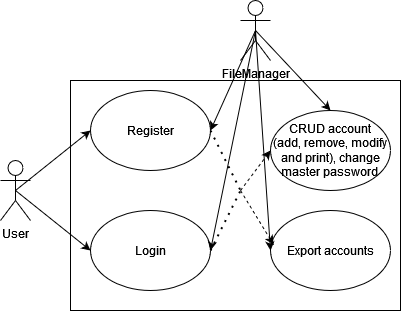 FileManager
Register
CRUD account
(add, remove, modify
and print), change
master password
User
Login
Export accounts